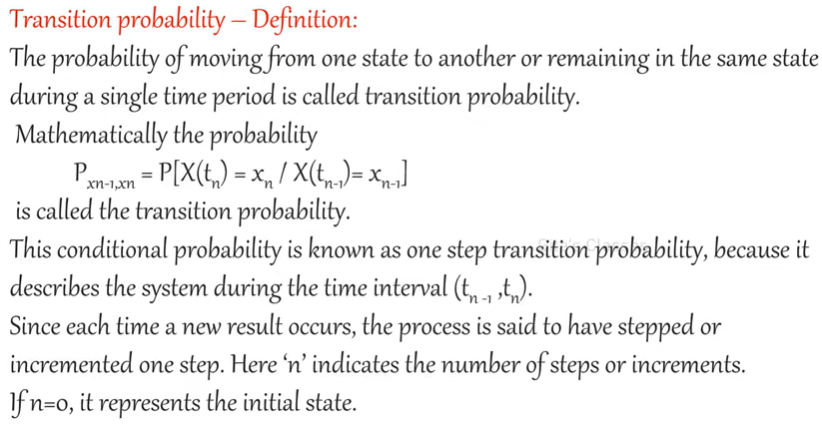 Transition probability – Definition:
The probability of moving from one state to another or remaining in the same state
during a single time period is called transition probability.
Mathematically the probability
P_{xn-1,xn} = P[X(t_n) = x_n / X(t_{n-1})= x_{n-1}]
is called the transition probability.
This conditional probability is known as one step transition probability, because it
describes the system during the time interval (t_{n-1} ,t_n).
Since each time a new result occurs, the process is said to have stepped or
incremented one step. Here ‘n’ indicates the number of steps or increments.
If n=0, it represents the initial state.